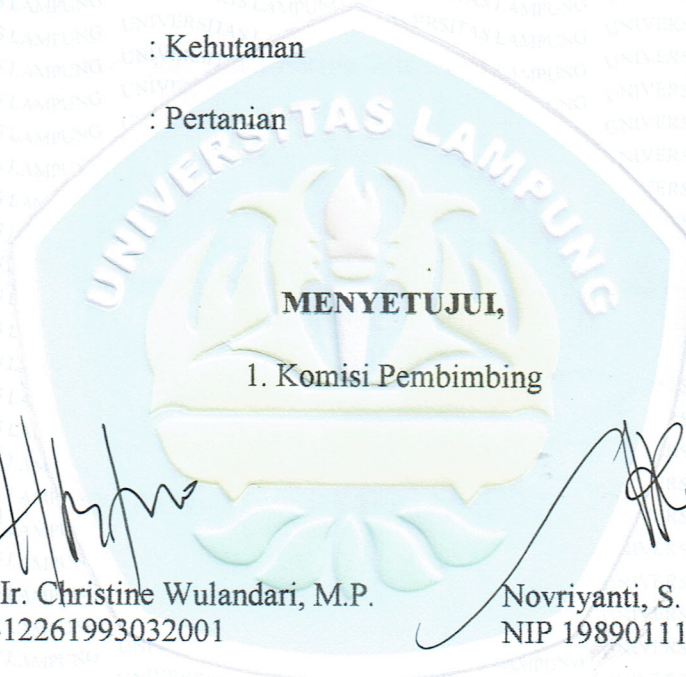 : Kehutanan
: Pertanian
UNIVERSITAS LAMPUNG
MENYETUJUI,
1. Komisi Pembimbing
Ir. Christine Wulandari, M.P.
12261993032001
Novriyanti, S.
NIP 19890111